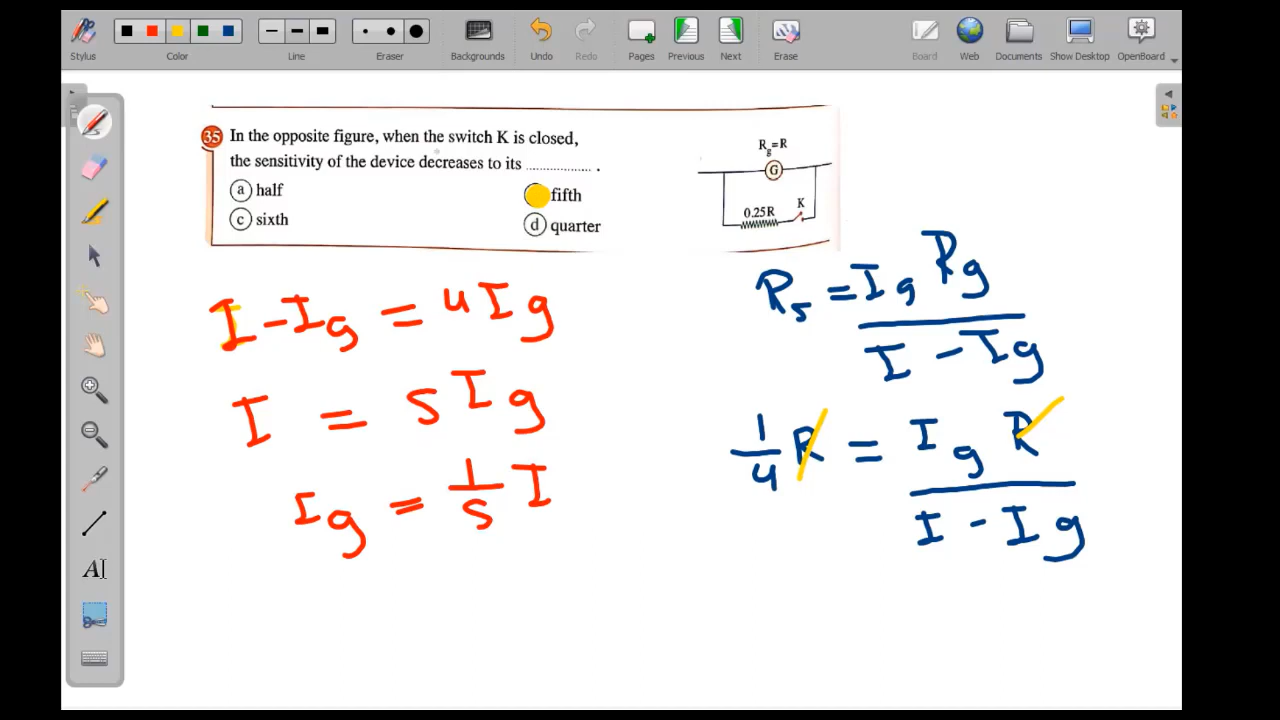 Stylus
Color
Line
Eraser
Backgrounds
Undo
Redo
Pages
Previous
Next
Erase
Board
Web
Documents
Show Desktop
OpenBoard
35 In the opposite figure, when the switch K is closed,
the sensitivity of the device decreases to its .................. .
a half
fifth
c sixth
d quarter
Rg=R
G
0.25R
K
I - Ig = 4 Ig
I = 5 Ig
Ig = 1/5 I
Rs = Ig Rg / I - Ig
1/4 R = Ig R / I - Ig
A